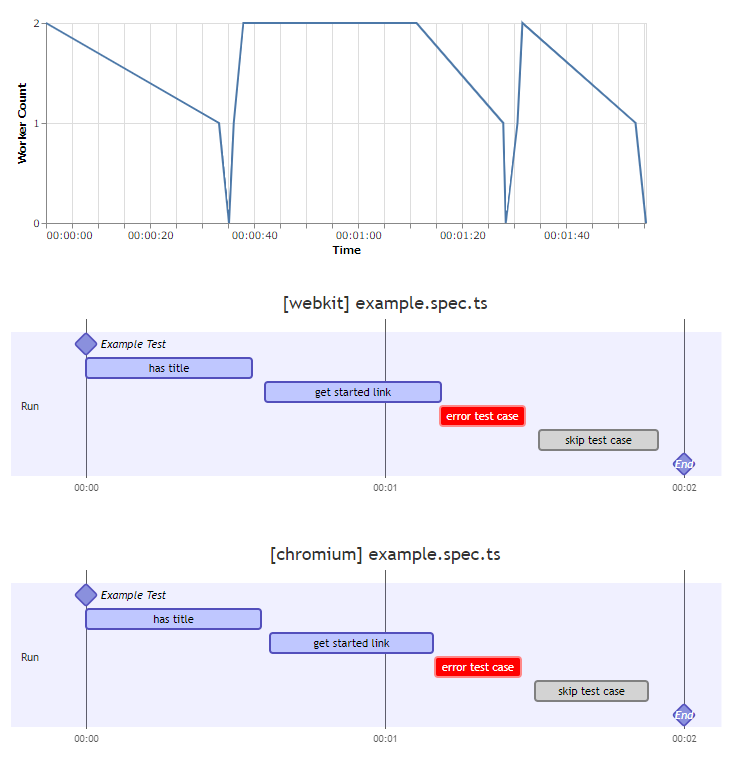 2
1
0
Worker Count
00:00:00 00:00:20 00:00:40 00:01:00 00:01:20 00:01:40
Time
[webkit] example.spec.ts
Example Test
has title
get started link
Run
error test case
skip test case
End
00:00 00:01 00:02
[chromium] example.spec.ts
Example Test
has title
get started link
Run
error test case
skip test case
End
00:00 00:01 00:02